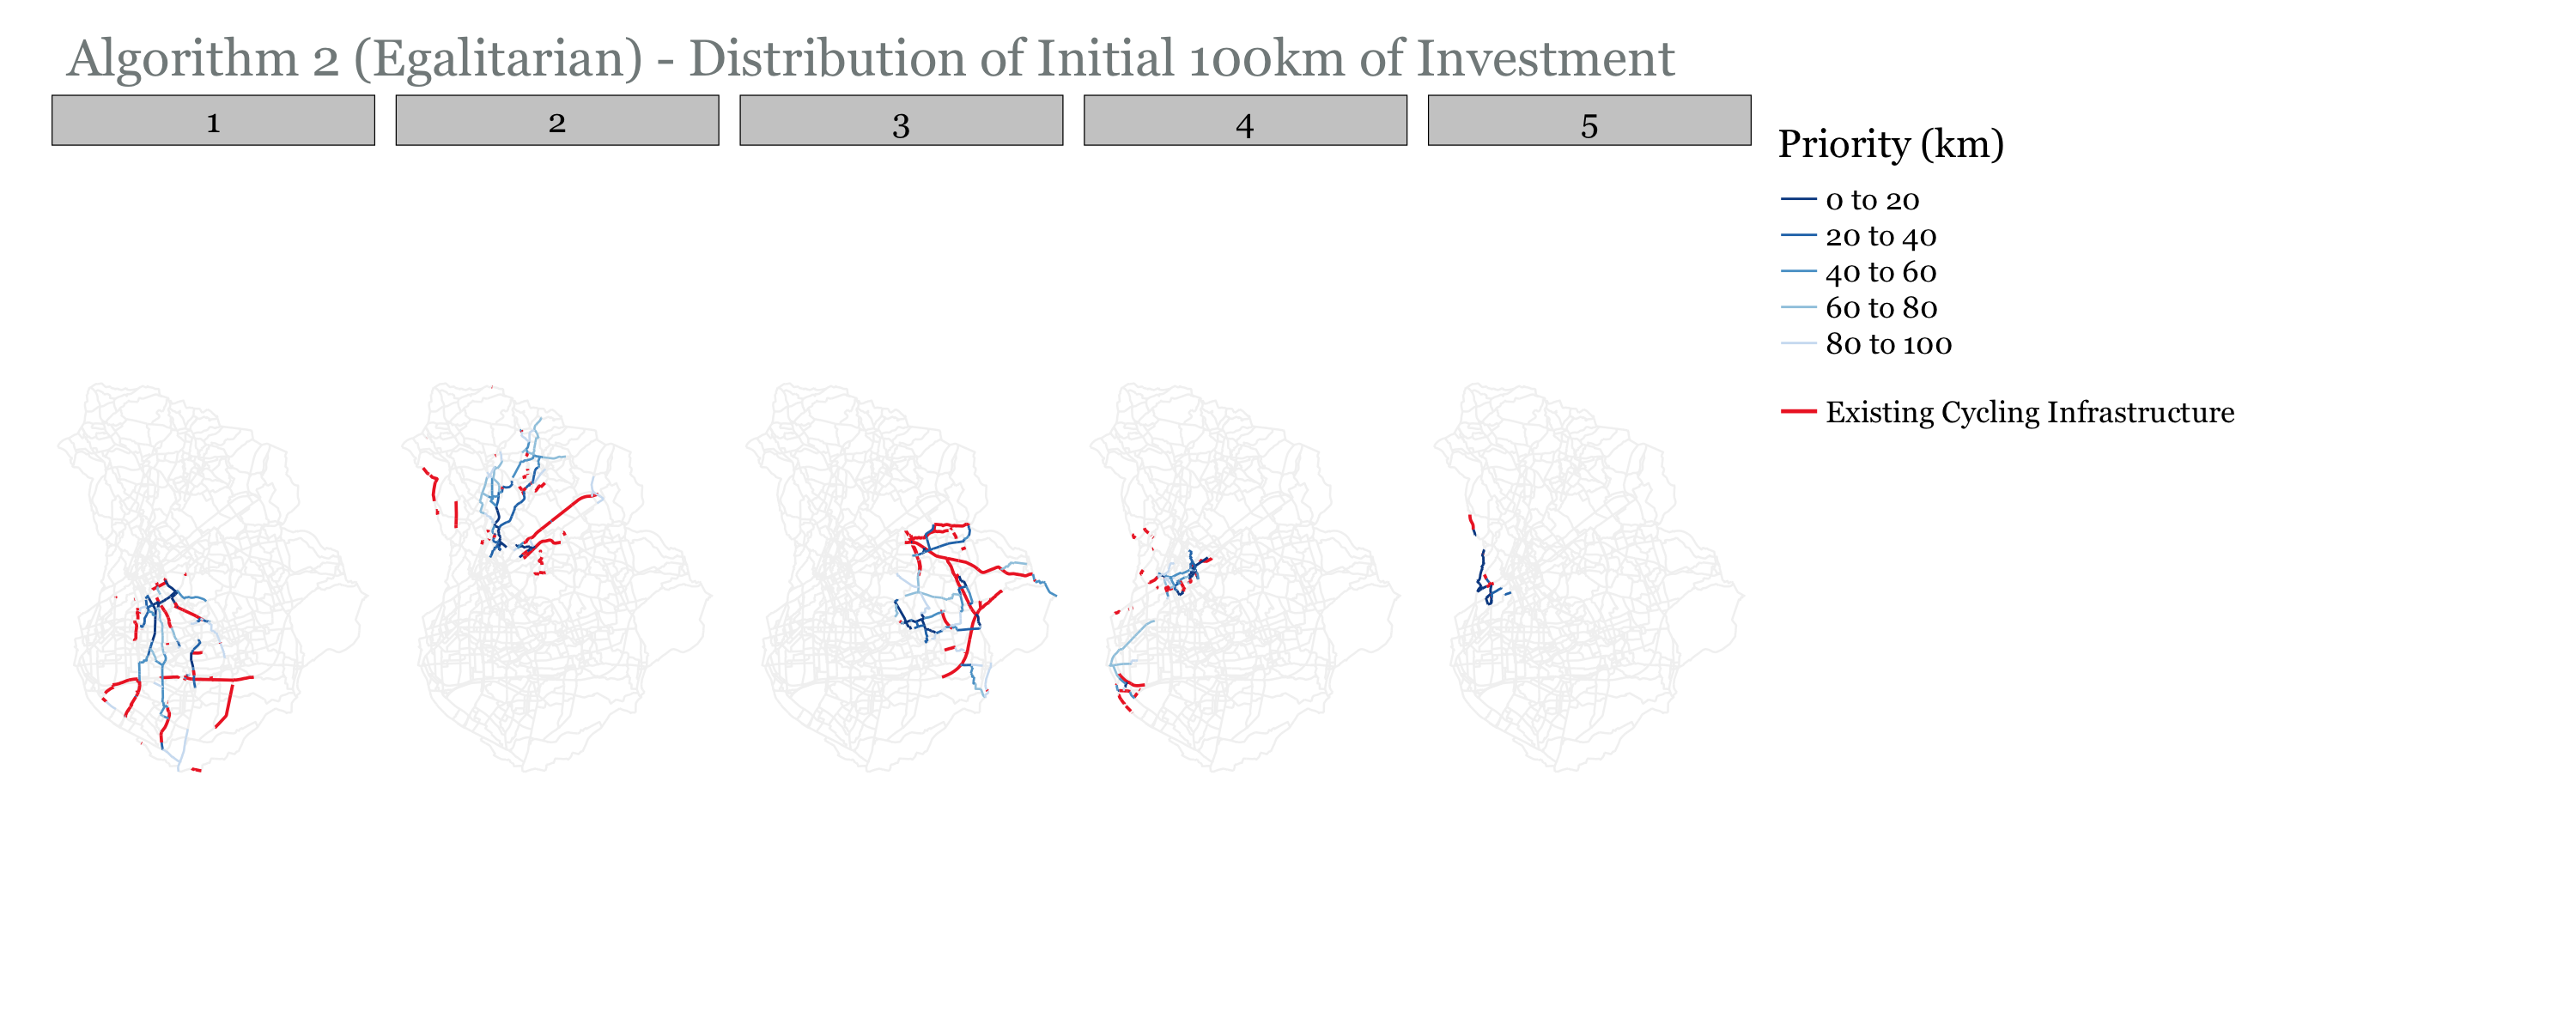 Algorithm 2 (Egalitarian) - Distribution of Initial 100km of Investment
1
2
3
4
5
Priority (km)
0 to 20
20 to 40
40 to 60
60 to 80
80 to 100
Existing Cycling Infrastructure